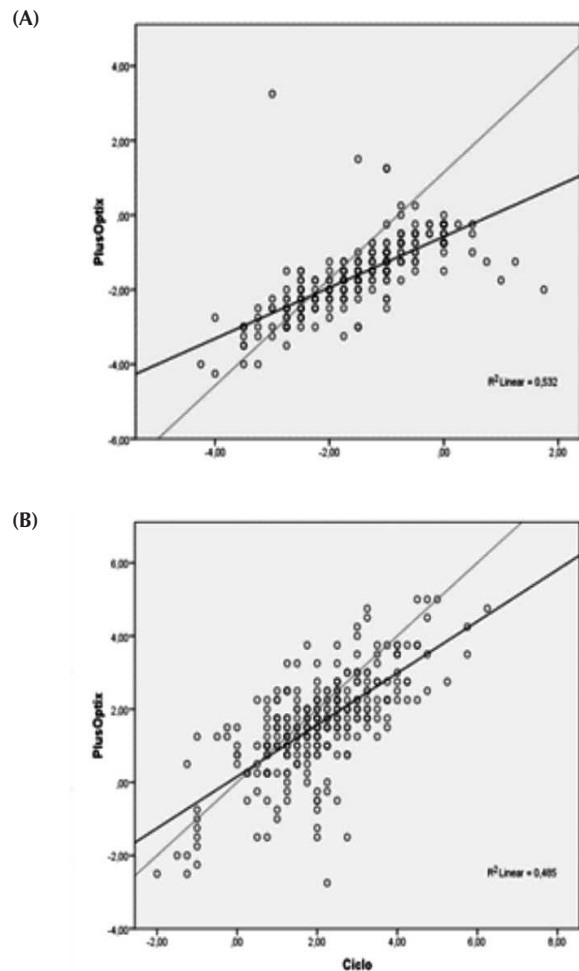 (A)
4,00
2,00
,00
-2,00
-4,00
-6,00
PlusOptix
R² Linear = 0,532
-4,00 -2,00 ,00
(B)
6,00
4,00
2,00
,00
-2,00
-4,00
PlusOptix
R² Linear = 0,485
-2,00 ,00 2,00 4,00 6,00 8,00
Ciclo